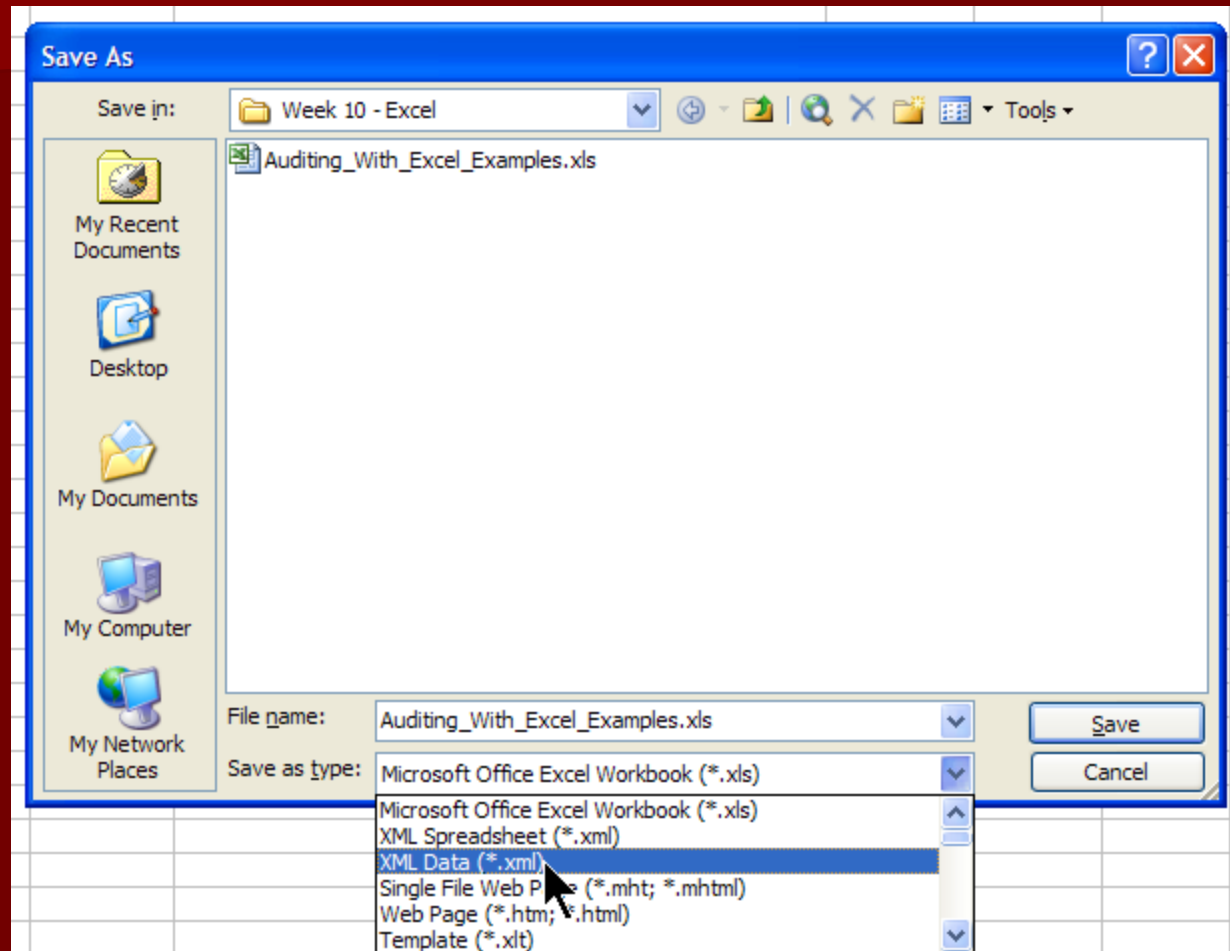 Save As
Save in:
Week 10 - Excel
Tools
Auditing_With_Excel_Examples.xls
My Recent
Documents
Desktop
My Documents
My Computer
My Network
Places
File name:
Auditing_With_Excel_Examples.xls
Save
Save as type:
Microsoft Office Excel Workbook (*.xls)
Cancel
Microsoft Office Excel Workbook (*.xls)
XML Spreadsheet (*.xml)
XML Data (*.xml)
Single File Web Page (*.mht; *.mhtml)
Web Page (*.htm; *.html)
Template (*.xlt)